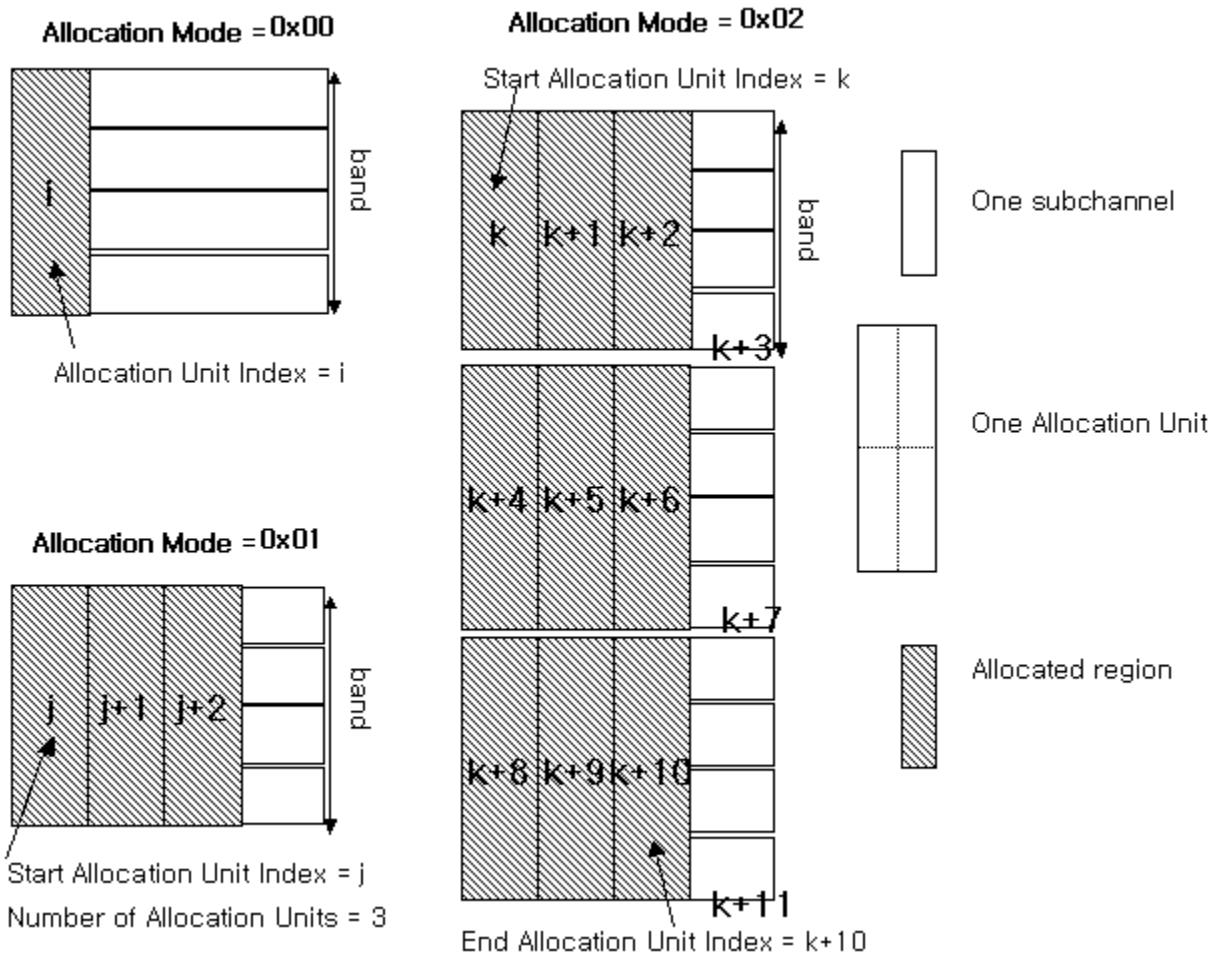 Allocation Mode = 0x00
i
band
Allocation Unit Index = i
Allocation Mode = 0x01
j j+1 j+2
band
Start Allocation Unit Index = j
Number of Allocation Units = 3
Allocation Mode = 0x02
Start Allocation Unit Index = k
k k+1 k+2
band
k+3
k+4 k+5 k+6
k+7
k+8 k+9 k+10
k+11
End Allocation Unit Index = k+10
One subchannel
One Allocation Unit
Allocated region